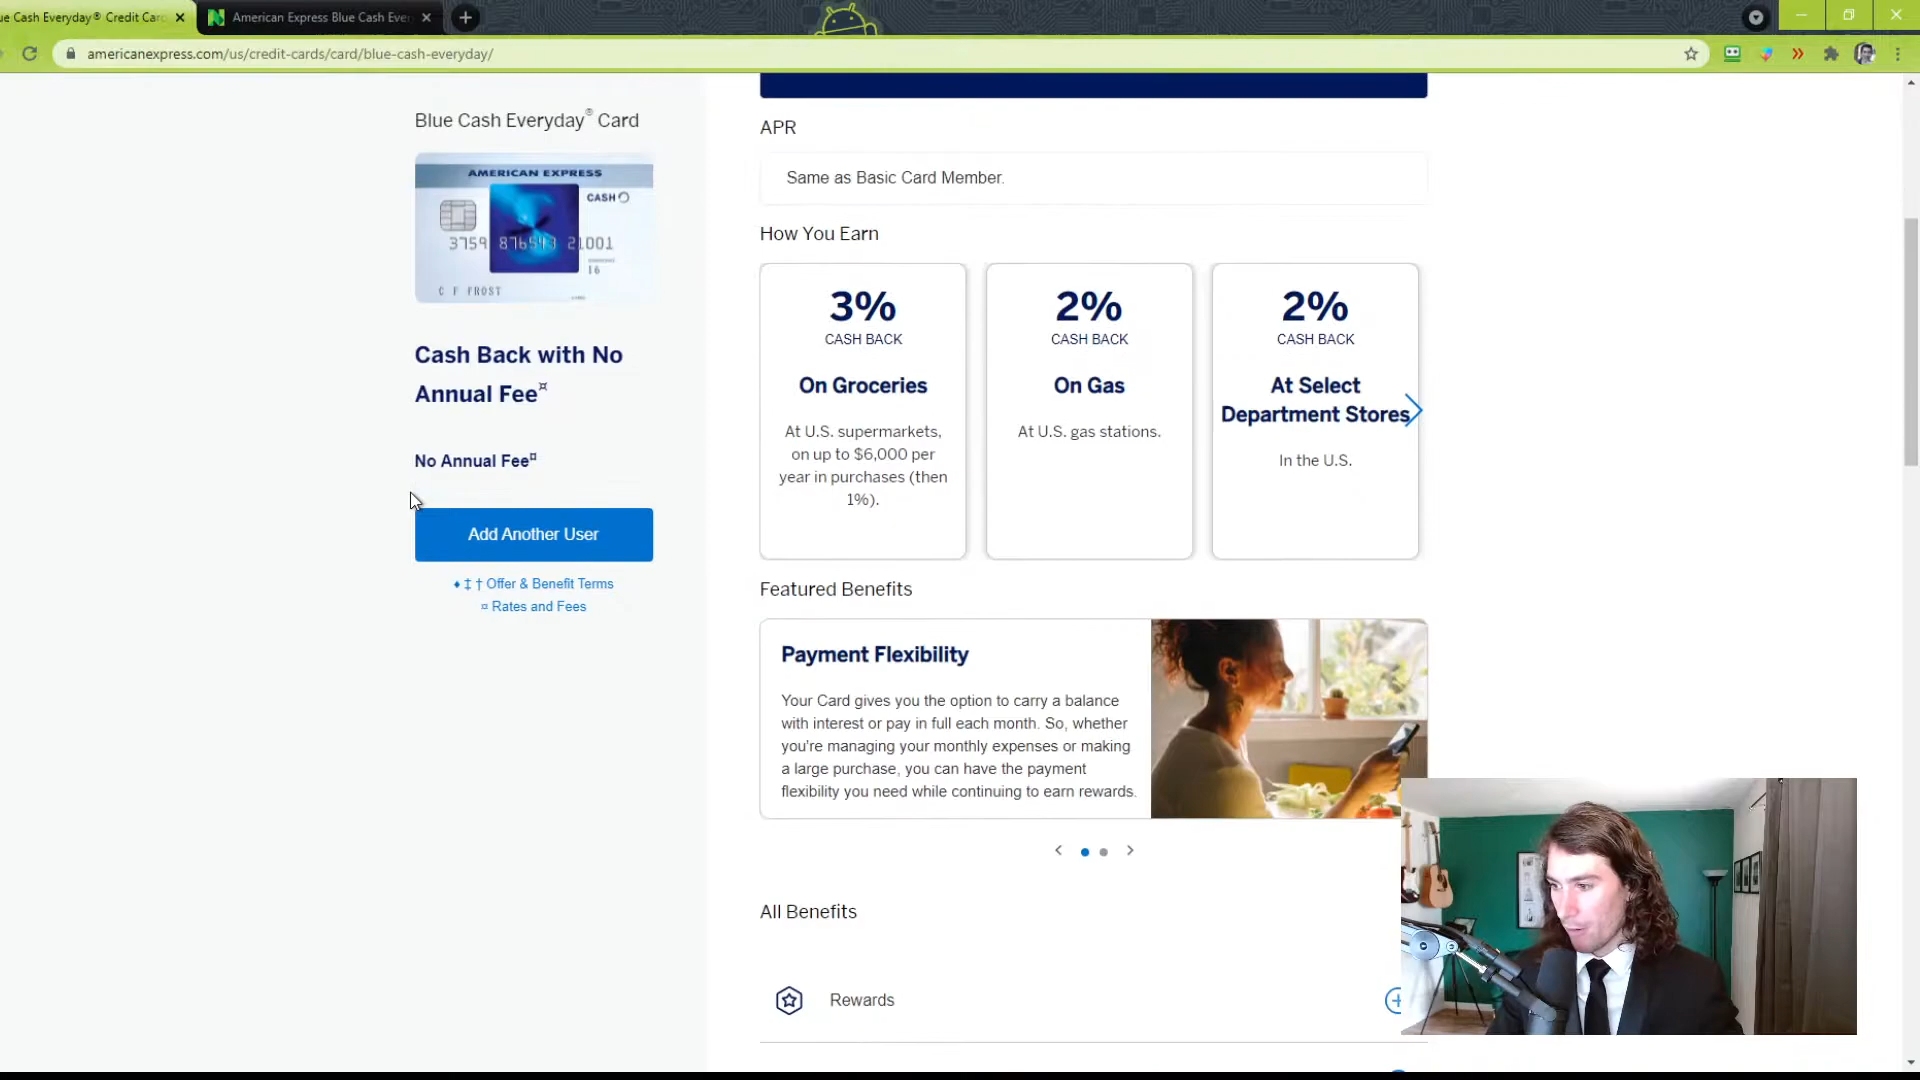 ue Cash Everyday® Credit Car
American Express Blue Cash Ever
americanexpress.com/us/credit-cards/card/blue-cash-everyday/
Blue Cash Everyday® Card
AMERICAN EXPRESS
CASH
3759 876543 21001
16
C F FROST
Cash Back with No
Annual Fee¤
No Annual Fee¤
Add Another User
♦ ‡ † Offer & Benefit Terms
¤ Rates and Fees
APR
Same as Basic Card Member.
How You Earn
3%
CASH BACK
On Groceries
At U.S. supermarkets,
on up to $6,000 per
year in purchases (then
1%).
2%
CASH BACK
On Gas
At U.S. gas stations.
2%
CASH BACK
At Select
Department Stores
In the U.S.
Featured Benefits
Payment Flexibility
Your Card gives you the option to carry a balance
with interest or pay in full each month. So, whether
you're managing your monthly expenses or making
a large purchase, you can have the payment
flexibility you need while continuing to earn rewards.
All Benefits
Rewards